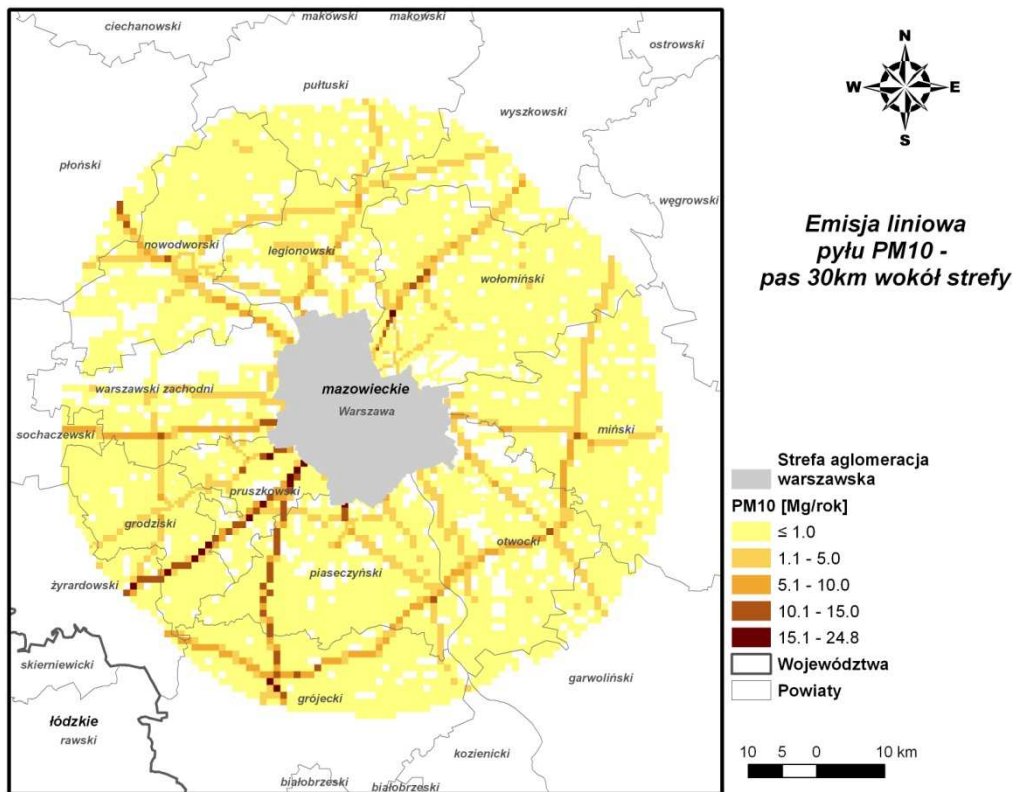 ciechanowski
makowski
makowski
ostrowski
pułtuski
wyszkowski
płoński
węgrowski
nowodworski
legionowski
wołomiński
mazowieckie
Warszawa
warszawski zachodni
sochaczewski
miński
pruszkowski
grodziski
otwocki
piaseczyński
żyrardowski
skierniewicki
garwoliński
grójecki
łódzkie
rawski
kozienicki
białobrzeski
białobrzeski
N
W
E
S
Emisja liniowa
pyłu PM10 -
pas 30km wokół strefy
Strefa aglomeracja
warszawska
PM10 [Mg/rok]
≤ 1.0
1.1 - 5.0
5.1 - 10.0
10.1 - 15.0
15.1 - 24.8
Województwa
Powiaty
10 5 0 10 km